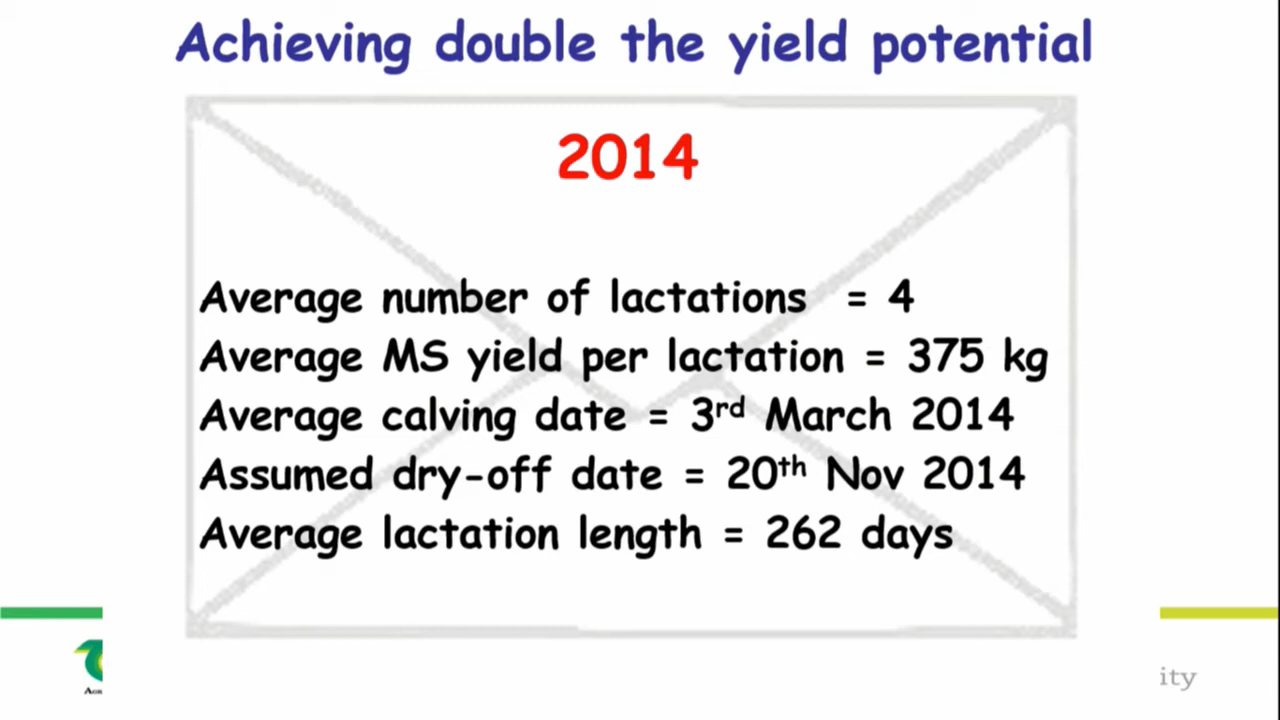 Achieving double the yield potential
2014
Average number of lactations = 4
Average MS yield per lactation = 375 kg
Average calving date = 3rd March 2014
Assumed dry-off date = 20th Nov 2014
Average lactation length = 262 days
ity